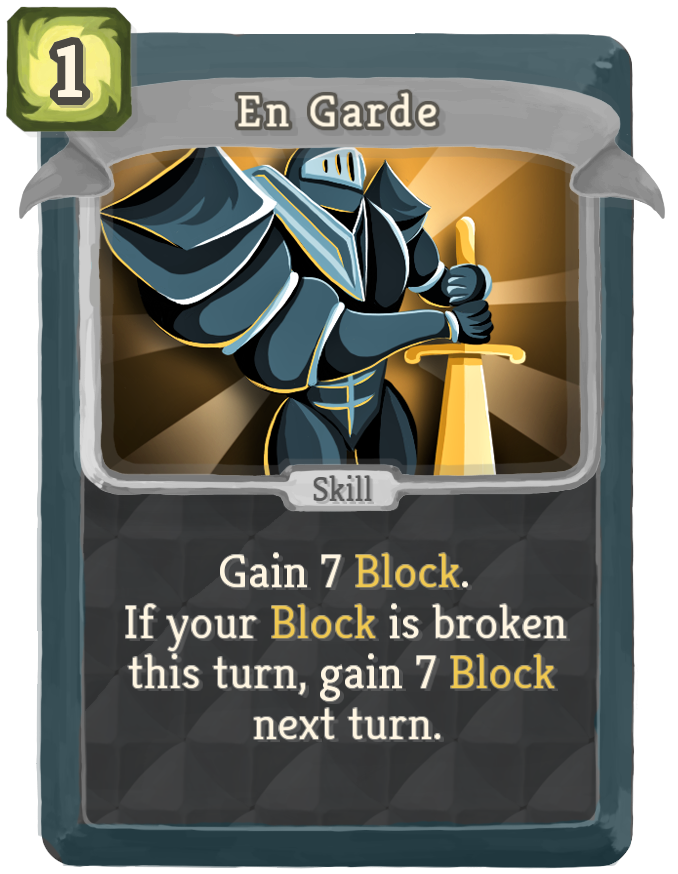 1
En Garde
Skill
Gain 7 Block.
If your Block is broken
this turn, gain 7 Block
next turn.